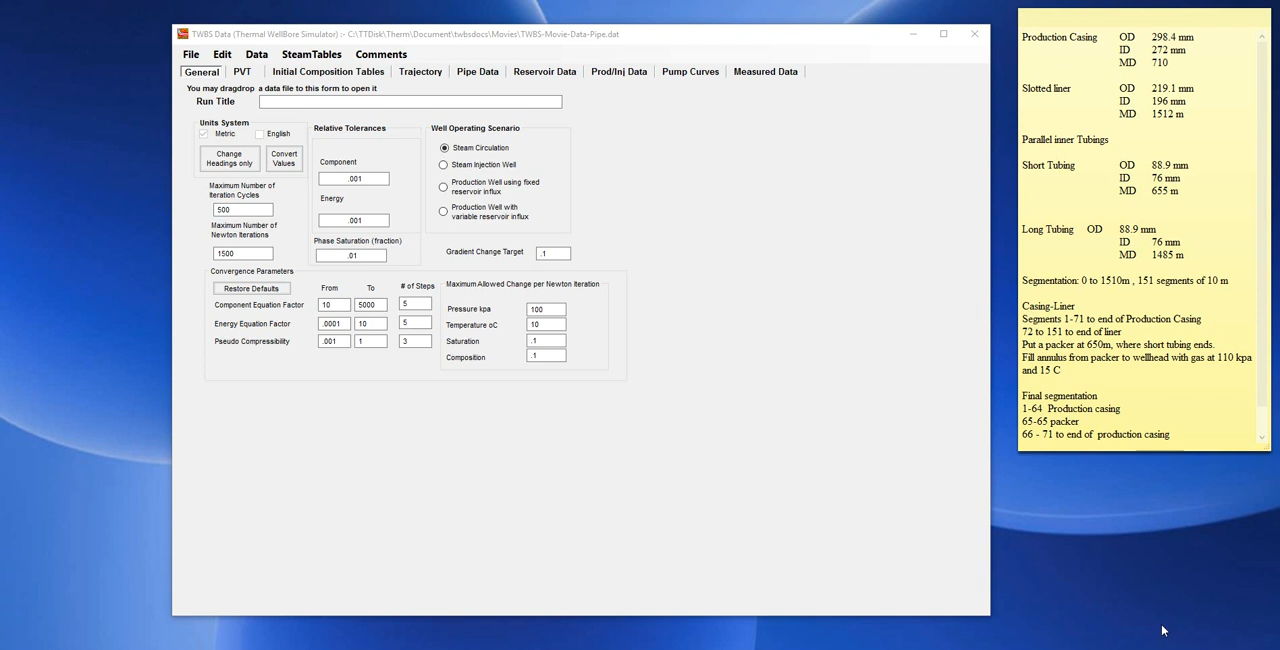 TWBS Data (Thermal WellBore Simulator) :- C:\TTDisk\Therm\Document\twbsdocs\Movies\TWBS-Movie-Data-Pipe.dat
File Edit Data SteamTables Comments
General PVT Initial Composition Tables Trajectory Pipe Data Reservoir Data Prod/Inj Data Pump Curves Measured Data
You may dragdrop a data file to this form to open it
Run Title
Units System
Metric English
Change Headings only
Convert Values
Maximum Number of Iteration Cycles
500
Maximum Number of Newton Iterations
1500
Relative Tolerances
Component
.001
Energy
.001
Phase Saturation (fraction)
.01
Well Operating Scenario
Steam Circulation
Steam Injection Well
Production Well using fixed reservoir influx
Production Well with variable reservoir influx
Gradient Change Target .1
Convergence Parameters
Restore Defaults From To # of Steps
Component Equation Factor 10 5000 5
Energy Equation Factor .0001 10 5
Pseudo Compressibility .001 1 3
Maximum Allowed Change per Newton Iteration
Pressure kpa 100
Temperature oC 10
Saturation .1
Composition .1
Production Casing OD 298.4 mm
ID 272 mm
MD 710
Slotted liner OD 219.1 mm
ID 196 mm
MD 1512 m
Parallel inner Tubings
Short Tubing OD 88.9 mm
ID 76 mm
MD 655 m
Long Tubing OD 88.9 mm
ID 76 mm
MD 1485 m
Segmentation: 0 to 1510m , 151 segments of 10 m
Casing-Liner
Segments 1-71 to end of Production Casing
72 to 151 to end of liner
Put a packer at 650m, where short tubing ends.
Fill annulus from packer to wellhead with gas at 110 kpa
and 15 C
Final segmentation
1-64 Production casing
65-65 packer
66 - 71 to end of production casing